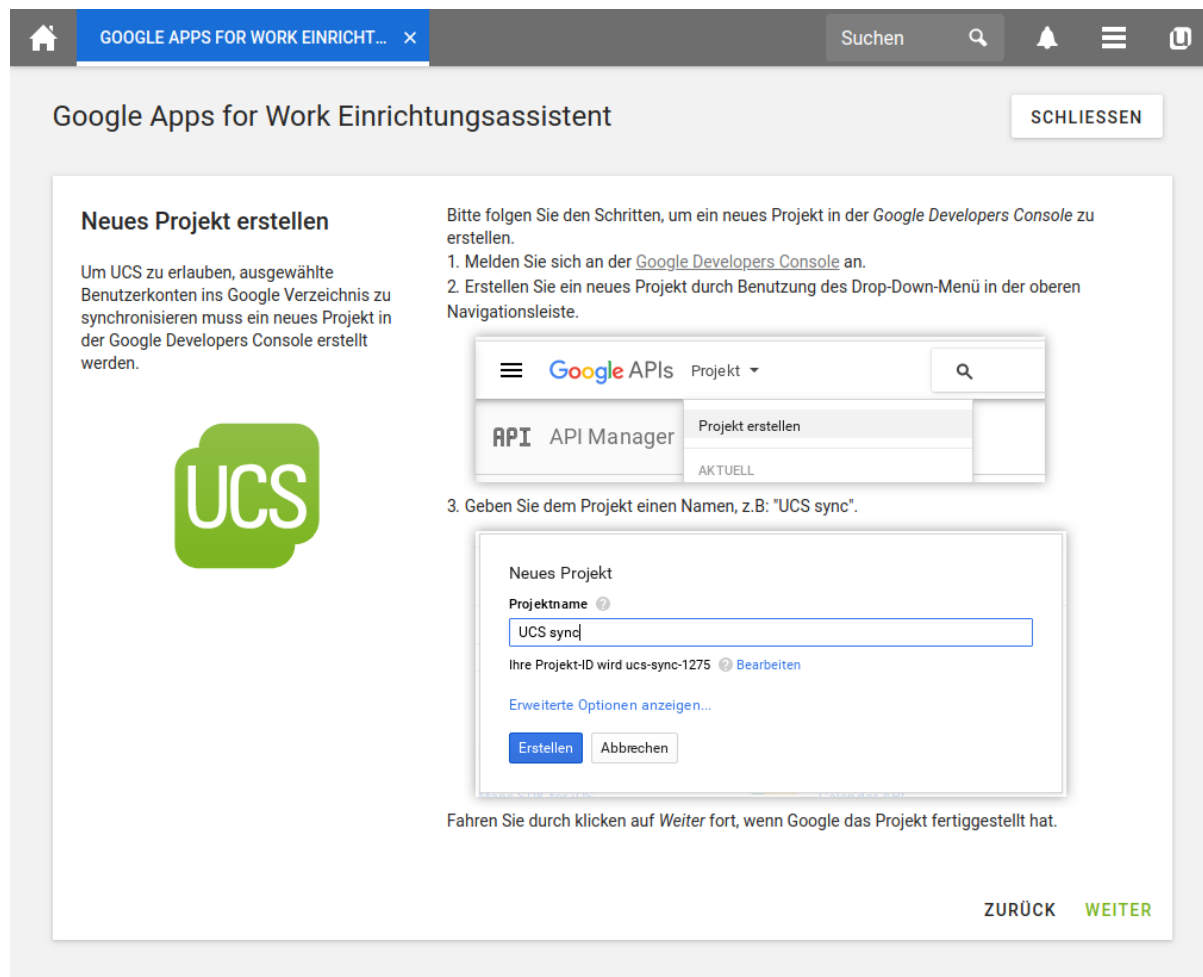 GOOGLE APPS FOR WORK EINRICHT... ×
Suchen
Google Apps for Work Einrichtungsassistent
SCHLIESSEN
Neues Projekt erstellen
Um UCS zu erlauben, ausgewählte
Benutzerkonten ins Google Verzeichnis zu
synchronisieren muss ein neues Projekt in
der Google Developers Console erstellt
werden.
UCS
Bitte folgen Sie den Schritten, um ein neues Projekt in der Google Developers Console zu
erstellen.
1. Melden Sie sich an der Google Developers Console an.
2. Erstellen Sie ein neues Projekt durch Benutzung des Drop-Down-Menü in der oberen
Navigationsleiste.
Google APIs Projekt
API API Manager
Projekt erstellen
AKTUELL
3. Geben Sie dem Projekt einen Namen, z.B: "UCS sync".
Neues Projekt
Projektname ?
UCS sync
Ihre Projekt-ID wird ucs-sync-1275 ? Bearbeiten
Erweiterte Optionen anzeigen...
Erstellen Abbrechen
Fahren Sie durch klicken auf Weiter fort, wenn Google das Projekt fertiggestellt hat.
ZURÜCK WEITER